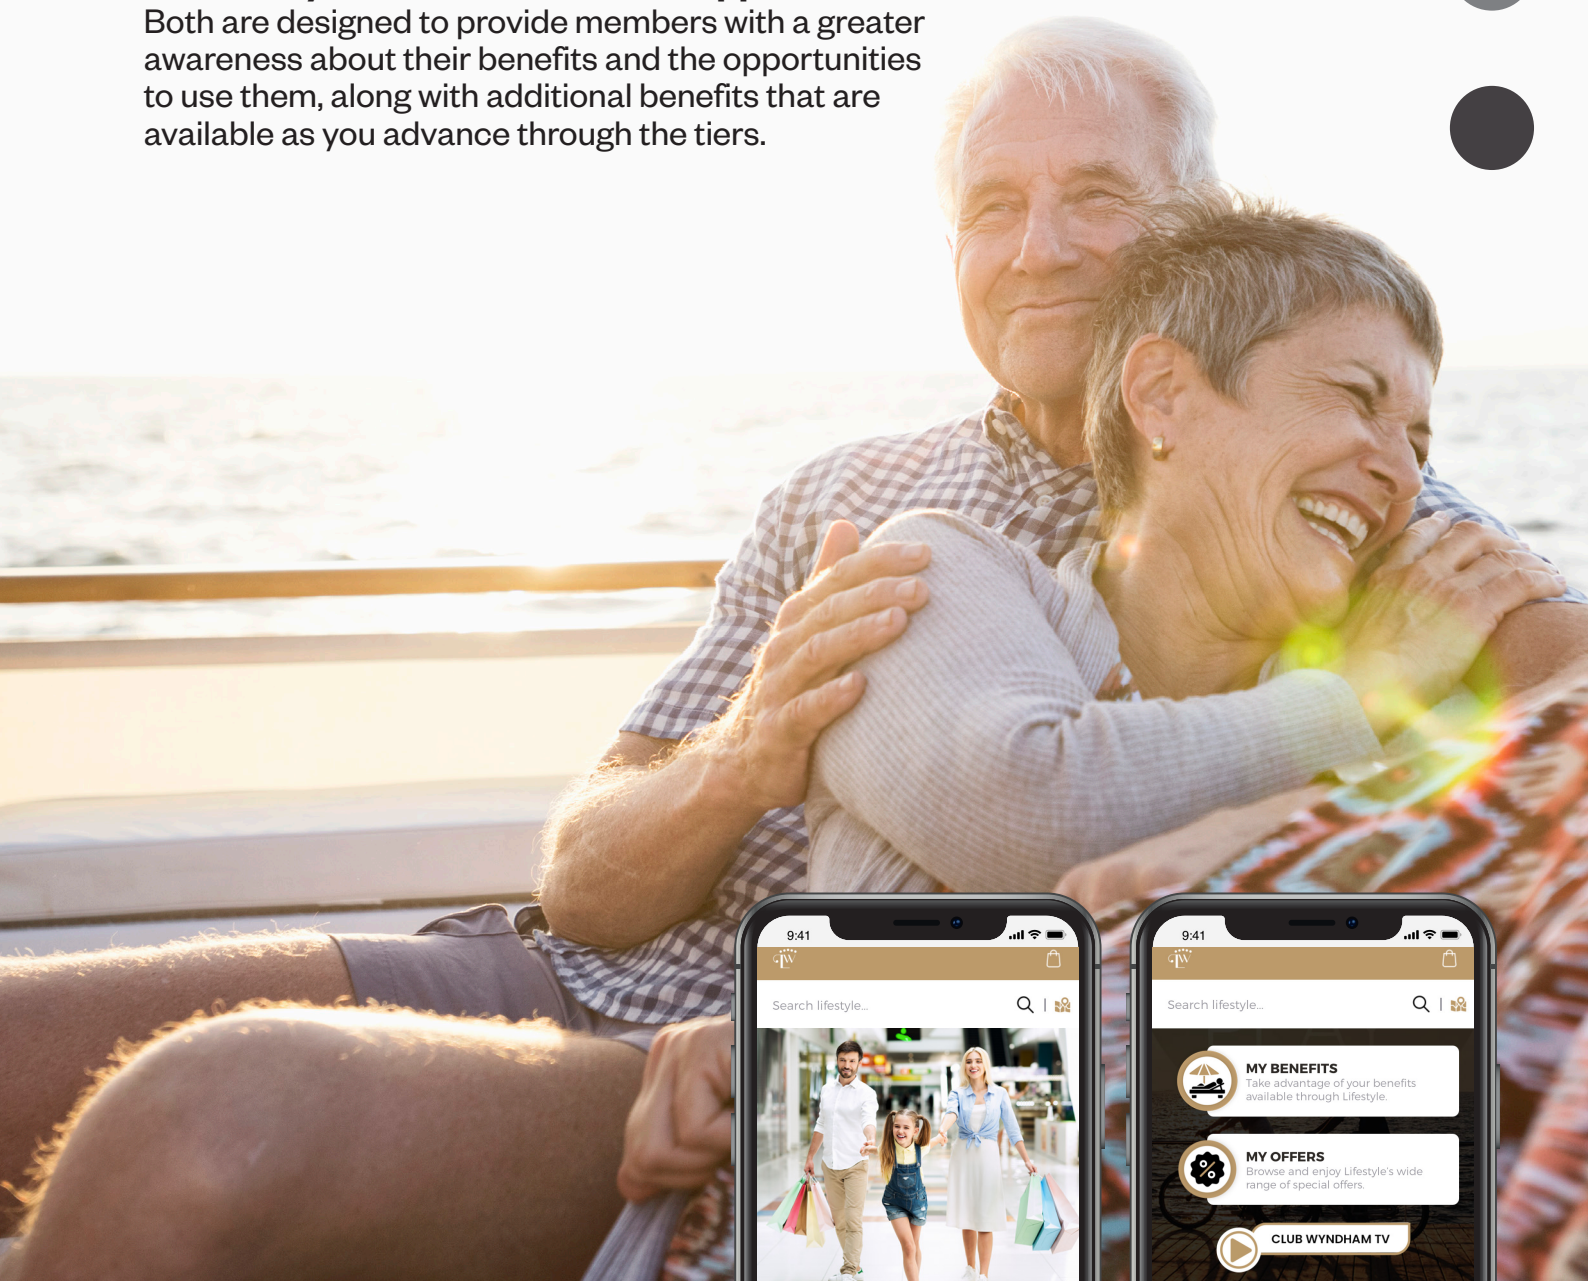 Both are designed to provide members with a greater
awareness about their benefits and the opportunities
to use them, along with additional benefits that are
available as you advance through the tiers.
9:41
Search lifestyle...
9:41
Search lifestyle...
MY BENEFITS
Take advantage of your benefits
available through Lifestyle.
MY OFFERS
Browse and enjoy Lifestyle's wide
range of special offers.
CLUB WYNDHAM TV